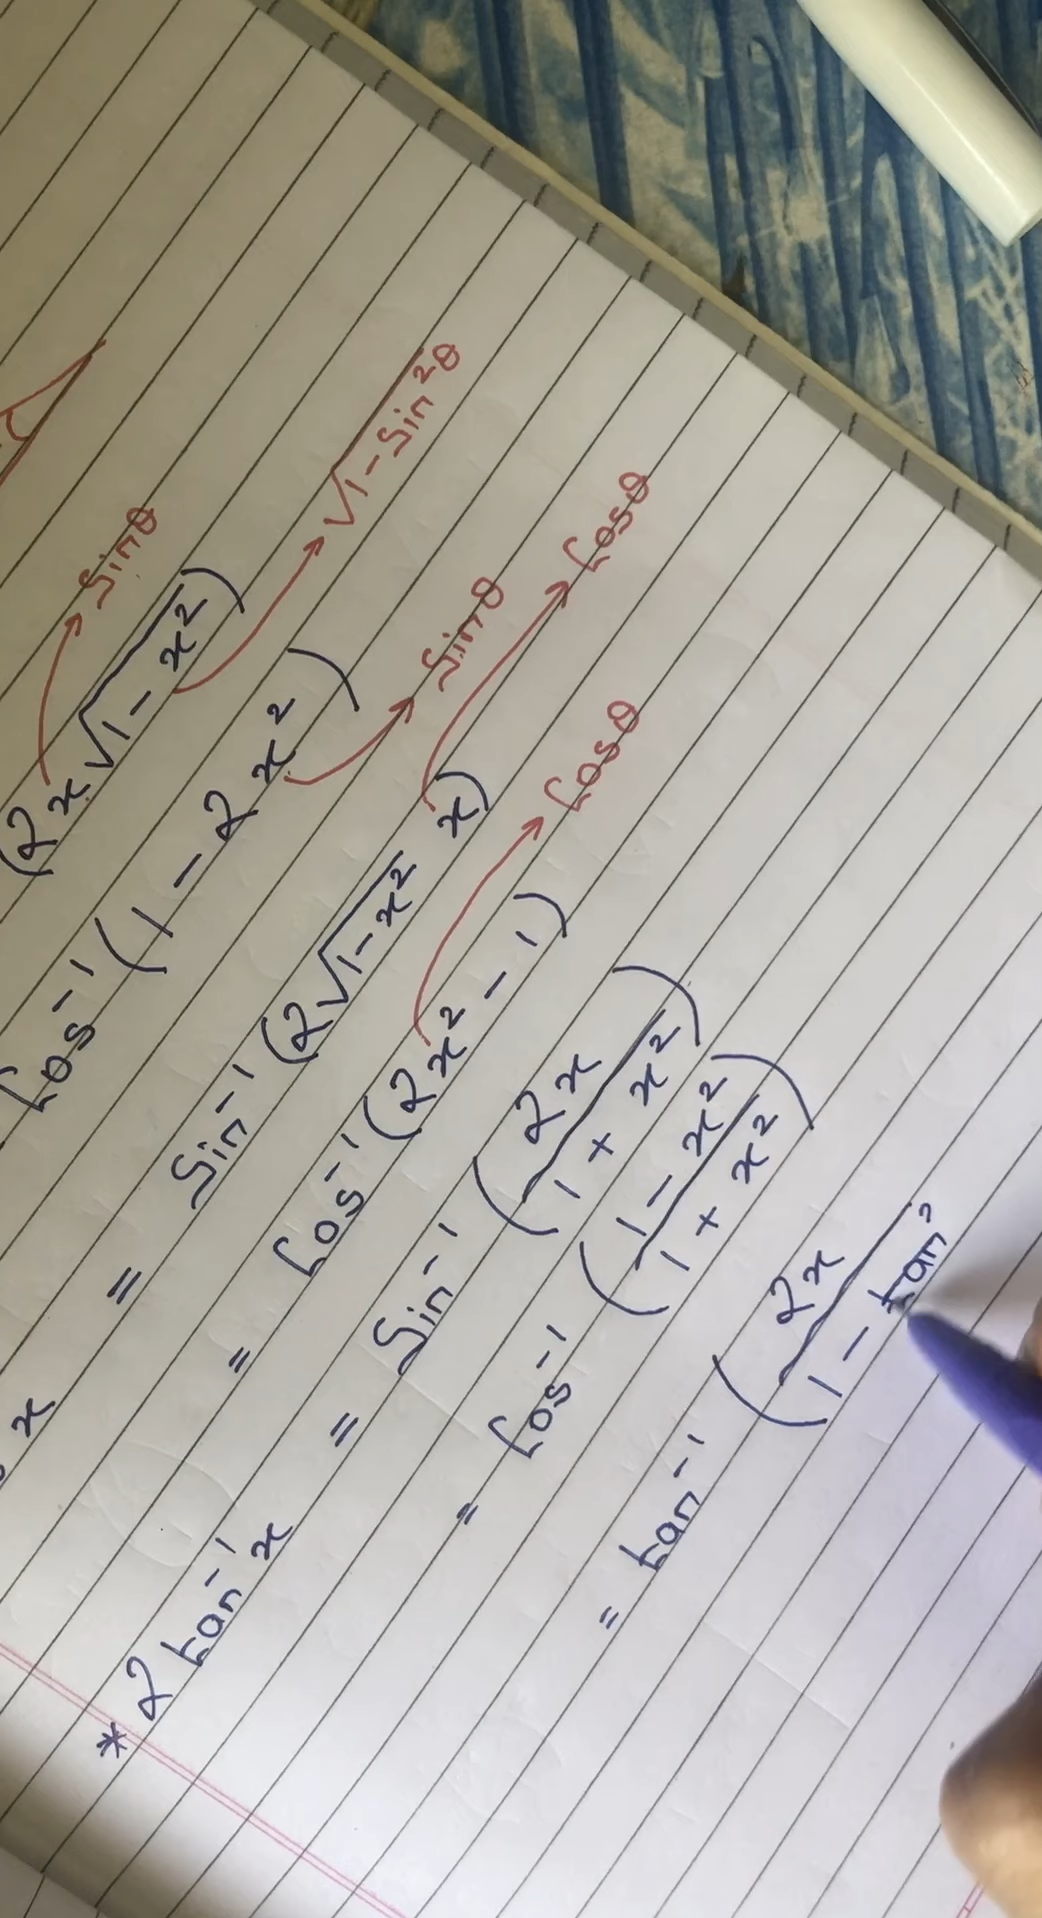 (2x√1-x²) → sinθ → √1-sin²θ
cos⁻¹ (1-2x²) → sinθ
x = sin⁻¹ (2√1-x² x) → cosθ
= cos⁻¹ (2x²-1) → cosθ
* 2 tan⁻¹x = sin⁻¹ (2x / 1+x²)
= cos⁻¹ (1-x² / 1+x²)
= tan⁻¹ (2x / 1-tan²